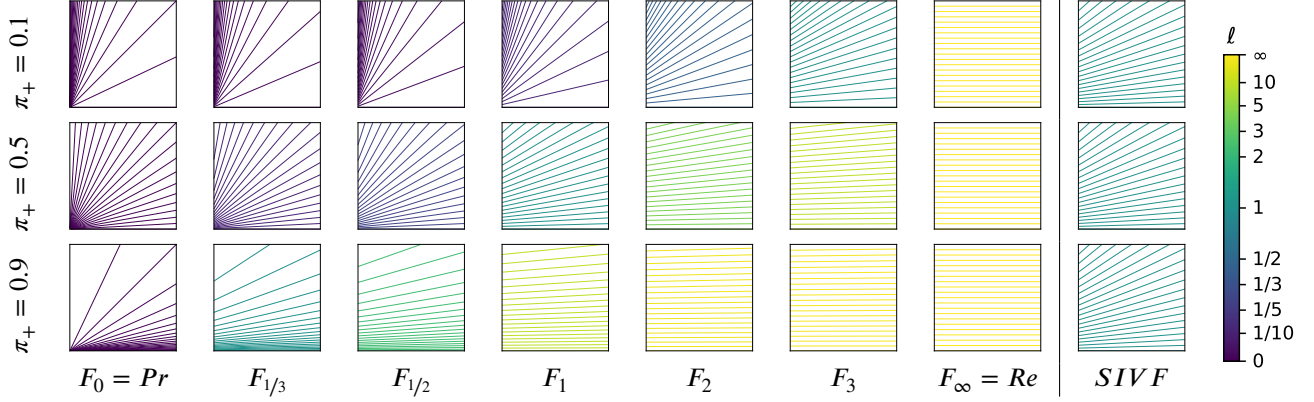 π₊ = 0.1
π₊ = 0.5
π₊ = 0.9
F₀ = Pr
F₁/₃
F₁/₂
F₁
F₂
F₃
F∞ = Re
SIVF
ℓ
∞
10
5
3
2
1
1/2
1/3
1/5
1/10
0